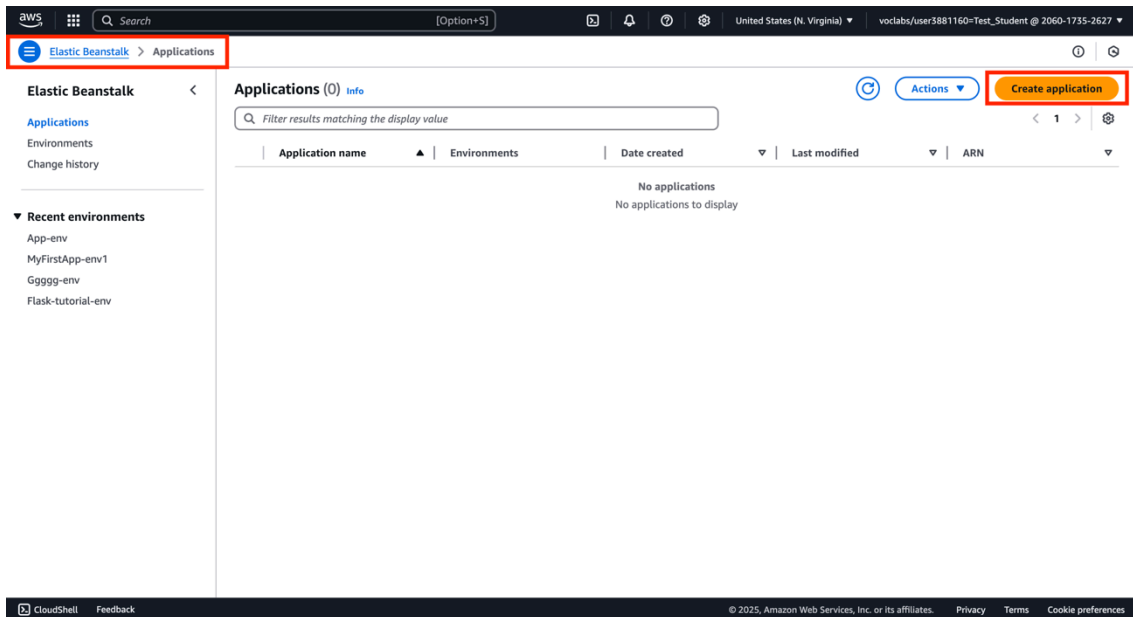 aws Search [Option+S] United States (N. Virginia) voclabs/user3881160=Test_Student @ 2060-1735-2627
Elastic Beanstalk > Applications
Elastic Beanstalk
Applications
Environments
Change history
Recent environments
App-env
MyFirstApp-env1
Ggggg-env
Flask-tutorial-env
Applications (0) Info Actions Create application
Filter results matching the display value 1
Application name Environments Date created Last modified ARN
No applications
No applications to display
CloudShell Feedback © 2025, Amazon Web Services, Inc. or its affiliates. Privacy Terms Cookie preferences